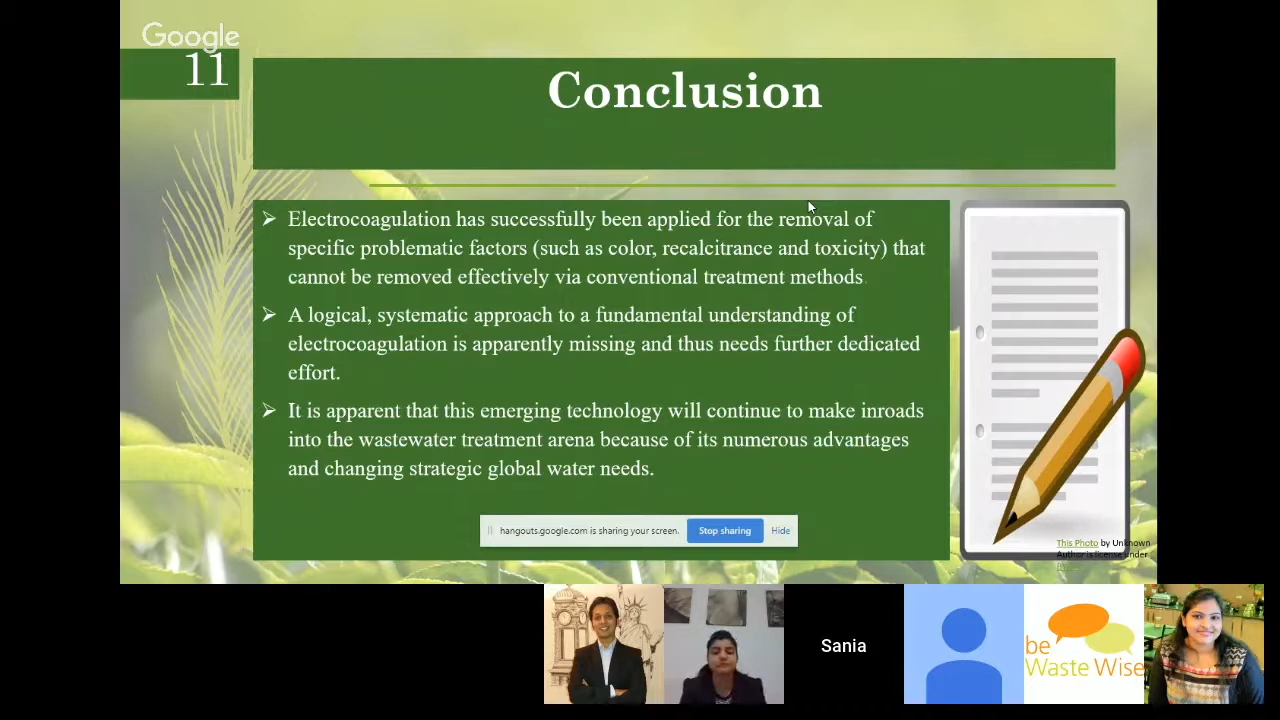 Google
11
Conclusion
➢ Electrocoagulation has successfully been applied for the removal of
specific problematic factors (such as color, recalcitrance and toxicity) that
cannot be removed effectively via conventional treatment methods.
➢ A logical, systematic approach to a fundamental understanding of
electrocoagulation is apparently missing and thus needs further dedicated
effort.
➢ It is apparent that this emerging technology will continue to make inroads
into the wastewater treatment arena because of its numerous advantages
and changing strategic global water needs.
hangouts.google.com is sharing your screen. Stop sharing Hide
This Photo by Unknown
Author is license under
Sania
be
Waste Wise